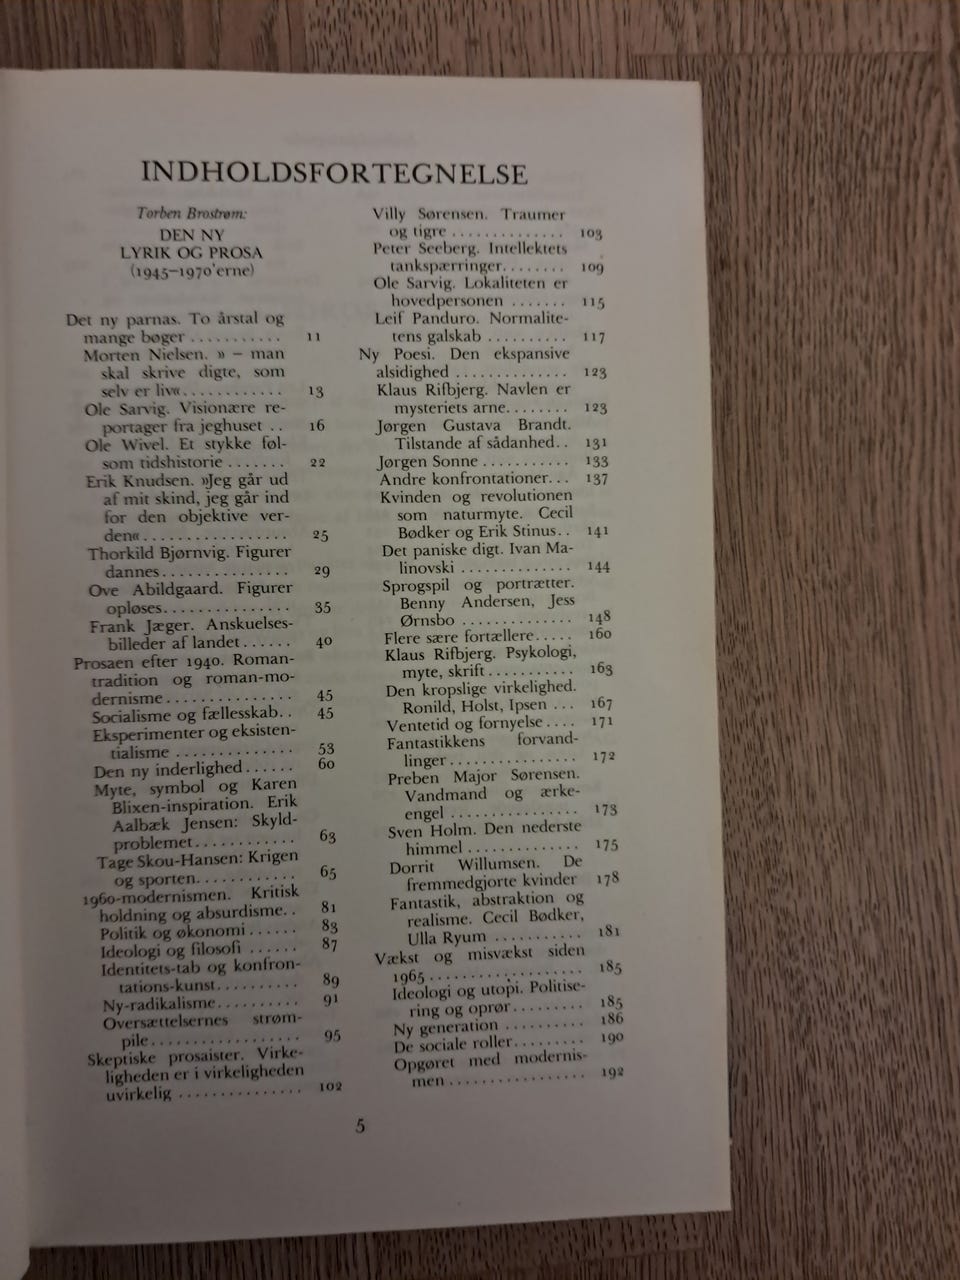 INDHOLDSFORTEGNELSE
Torben Brostrøm:
DEN NY
LYRIK OG PROSA
(1945–1970'erne)
Det ny parnas. To årstal og
mange bøger . . . . . . . . . . . 11
Morten Nielsen. » – man
skal skrive digte, som
selv er liv« . . . . . . . . . . . . 13
Ole Sarvig. Visionære re-
portager fra jeghuset . . 16
Ole Wivel. Et stykke føl-
som tidshistorie . . . . . . . 22
Erik Knudsen. »Jeg går ud
af mit skind, jeg går ind
for den objektive ver-
den« . . . . . . . . . . . . . . . . . 25
Thorkild Bjørnvig. Figurer
dannes . . . . . . . . . . . . . . . 29
Ove Abildgaard. Figurer
opløses . . . . . . . . . . . . . . . 35
Frank Jæger. Anskuelses-
billeder af landet . . . . . . 40
Prosaen efter 1940. Roman-
tradition og roman-mo-
dernisme . . . . . . . . . . . . . . 45
Socialisme og fællesskab . . 45
Eksperimenter og eksisten-
tialisme . . . . . . . . . . . . . . 53
Den ny inderlighed . . . . . . 60
Myte, symbol og Karen
Blixen-inspiration. Erik
Aalbæk Jensen: Skyld-
problemet . . . . . . . . . . . . 63
Tage Skou-Hansen: Krigen
og sporten . . . . . . . . . . . . 65
1960-modernismen. Kritisk
holdning og absurdisme . . 81
Politik og økonomi . . . . . . 83
Ideologi og filosofi . . . . . . 87
Identitets-tab og konfron-
tations-kunst . . . . . . . . . . 89
Ny-radikalisme . . . . . . . . . . 91
Oversættelsernes strøm-
pile . . . . . . . . . . . . . . . . . 95
Skeptiske prosaister. Virke-
ligheden er i virkeligheden
uvirkelig . . . . . . . . . . . . . . 102
Villy Sørensen. Traumer
og tigre . . . . . . . . . . . . . . 103
Peter Seeberg. Intellektets
tankspærringer . . . . . . . . 109
Ole Sarvig. Lokaliteten er
hovedpersonen . . . . . . . 115
Leif Panduro. Normalite-
tens galskab . . . . . . . . . . 117
Ny Poesi. Den ekspansive
alsidighed . . . . . . . . . . . . . 123
Klaus Rifbjerg. Navlen er
mysteriets arne . . . . . . . . 123
Jørgen Gustava Brandt.
Tilstande af sådanhed . . 131
Jørgen Sonne . . . . . . . . . . . 133
Andre konfrontationer . . . 137
Kvinden og revolutionen
som naturmyte. Cecil
Bødker og Erik Stinus . . 141
Det paniske digt. Ivan Ma-
linovski . . . . . . . . . . . . . . 144
Sprogspil og portrætter.
Benny Andersen, Jess
Ørnsbo . . . . . . . . . . . . . . 148
Flere sære fortællere . . . . . 160
Klaus Rifbjerg. Psykologi,
myte, skrift . . . . . . . . . . . 163
Den kropslige virkelighed.
Ronild, Holst, Ipsen . . . 167
Ventetid og fornyelse . . . . 171
Fantastikkens forvand-
linger . . . . . . . . . . . . . . . . 172
Preben Major Sørensen.
Vandmand og ærke-
engel . . . . . . . . . . . . . . . . 173
Sven Holm. Den nederste
himmel . . . . . . . . . . . . . . 175
Dorrit Willumsen. De
fremmedgjorte kvinder 178
Fantastik, abstraktion og
realisme. Cecil Bødker,
Ulla Ryum . . . . . . . . . . . 181
Vækst og misvækst siden
1965 . . . . . . . . . . . . . . . . . 185
Ideologi og utopi. Politise-
ring og oprør . . . . . . . . . 185
Ny generation . . . . . . . . . . 186
De sociale roller . . . . . . . . . 190
Opgøret med modernis-
men . . . . . . . . . . . . . . . . . 192
5